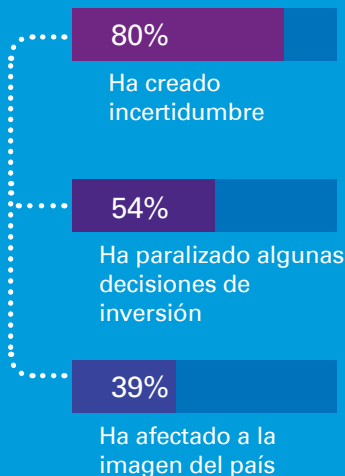 80%
Ha creado
incertidumbre
54%
Ha paralizado algunas
decisiones de
inversión
39%
Ha afectado a la
imagen del país